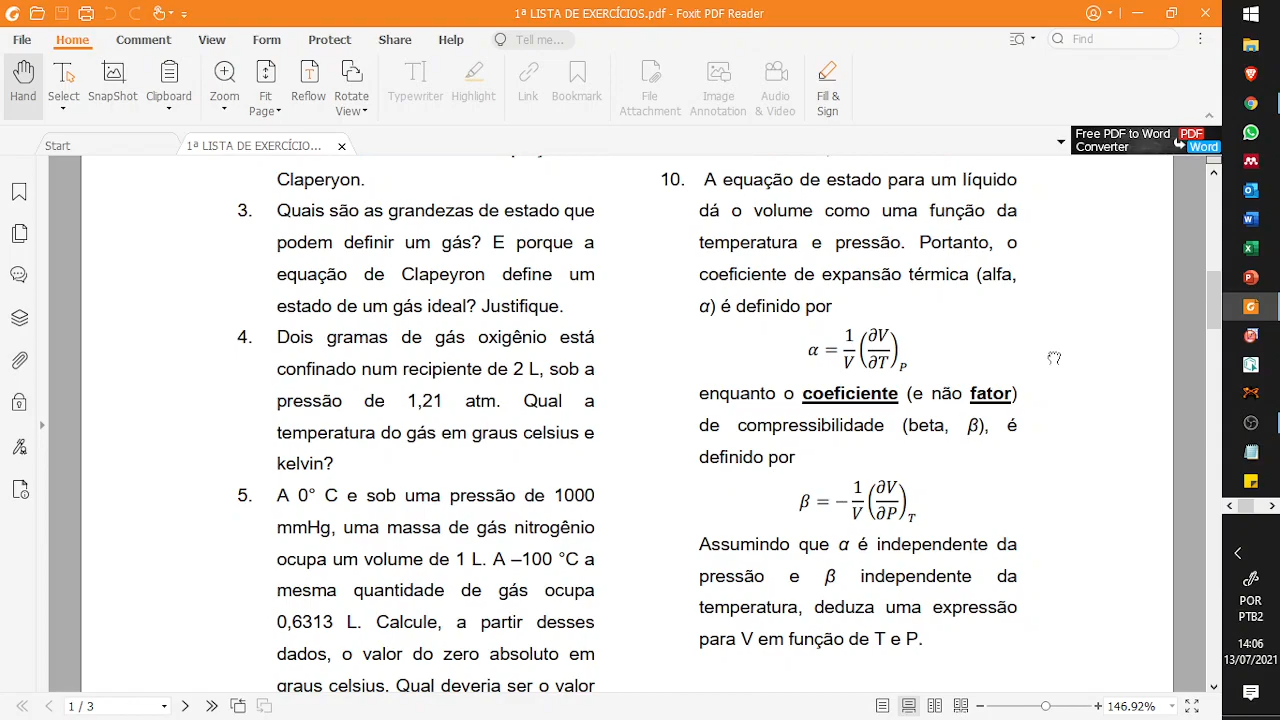 1ª LISTA DE EXERCÍCIOS.pdf - Foxit PDF Reader
File Home Comment View Form Protect Share Help Tell me... Find
Hand Select SnapShot Clipboard Zoom Fit Page Reflow Rotate View Typewriter Highlight Link Bookmark File Attachment Image Annotation Audio & Video Fill & Sign
Start 1ª LISTA DE EXERCÍCIO...
Free PDF to Word
Converter
PDF
Word
Claperyon.
3. Quais são as grandezas de estado que
podem definir um gás? E porque a
equação de Clapeyron define um
estado de um gás ideal? Justifique.
4. Dois gramas de gás oxigênio está
confinado num recipiente de 2 L, sob a
pressão de 1,21 atm. Qual a
temperatura do gás em graus celsius e
kelvin?
5. A 0° C e sob uma pressão de 1000
mmHg, uma massa de gás nitrogênio
ocupa um volume de 1 L. A –100 °C a
mesma quantidade de gás ocupa
0,6313 L. Calcule, a partir desses
dados, o valor do zero absoluto em
graus celsius. Qual deveria ser o valor
10. A equação de estado para um líquido
dá o volume como uma função da
temperatura e pressão. Portanto, o
coeficiente de expansão térmica (alfa,
α) é definido por
α = 1/V (∂V/∂T)P
enquanto o coeficiente (e não fator)
de compressibilidade (beta, β), é
definido por
β = − 1/V (∂V/∂P)T
Assumindo que α é independente da
pressão e β independente da
temperatura, deduza uma expressão
para V em função de T e P.
1 / 3
146.92%
POR
PTB2
14:06
13/07/2021